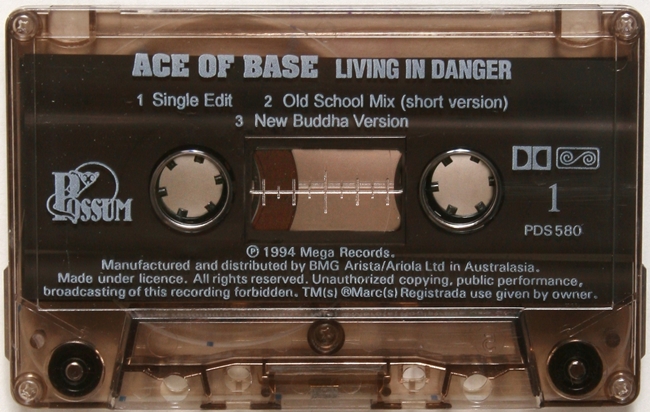 ACE OF BASE LIVING IN DANGER
1 Single Edit 2 Old School Mix (short version)
3 New Buddha Version
POSSUM
1
PDS580
℗ 1994 Mega Records.
Manufactured and distributed by BMG Arista/Ariola Ltd in Australasia.
Made under licence. All rights reserved. Unauthorized copying, public performance,
broadcasting of this recording forbidden. TM(s) ®Marc(s) Registrada use given by owner.